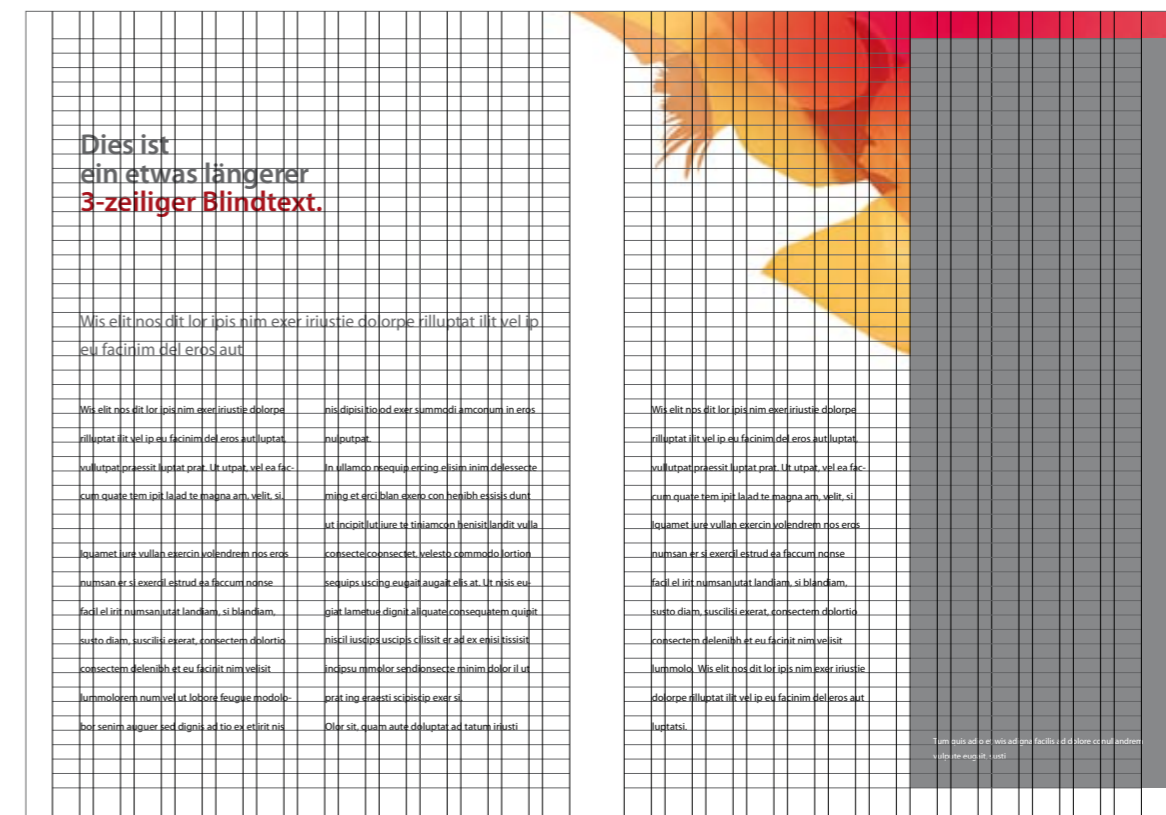 Dies ist
ein etwas längerer
3-zeiliger Blindtext.
Wis elit nos dit lor ipis nim exer iriustie dolorpe rilluptat ilit vel ip
eu facinim del eros aut
Wis elit nos dit lor ipis nim exer iriustie dolorpe
rilluptat ilit vel ip eu facinim del eros aut luptat,
vullutpat praessit luptat prat. Ut utpat, vel ea fac-
cum quate tem ipit la ad te magna am, velit, si.
Iquamet iure vullan exercin volendrem nos eros
numsan er si exercil estrud ea faccum nonse
facil el irit numsan utat landiam, si blandiam,
susto diam, suscilisi exerat, consectem dolortio
consectem delenibh et eu facinit nim velisit
lummolorem num vel ut lobore feugue modolo-
bor senim auguer sed dignis ad tio ex etirit nis
nis dipisi tio od exer summodi amconum in eros
nulputpat.
In ullamco nsequip ercing elisim inim delessecte
ming et erci blan exero con henibh essisis dunt
ut incipit lut iure te tiniamcon henisit landit vulla
consecte coonsectet, velesto commodo lortion
sequips uscing eugait augait elis at. Ut nisis eu-
giat lametue dignit aliquate consequatem quipit
niscil iuscips uscipis cilissit er ad ex enisi tissisit
incipsu mmolor sendionsecte minim dolor il ut
prat ing eraesti scipiscip exer si.
Olor sit, quam aute doluptat ad tatum iriusti
Wis elit nos dit lor ipis nim exer iriustie dolorpe
rilluptat ilit vel ip eu facinim del eros aut luptat,
vullutpat praessit luptat prat. Ut utpat, vel ea fac-
cum quate tem ipit la ad te magna am, velit, si.
Iquamet iure vullan exercin volendrem nos eros
numsan er si exercil estrud ea faccum nonse
facil el irit numsan utat landiam, si blandiam,
susto diam, suscilisi exerat, consectem dolortio
consectem delenibh et eu facinit nim velisit
lummolo. Wis elit nos dit lor ipis nim exer iriustie
dolorpe rilluptat ilit vel ip eu facinim del eros aut
luptatsi.
Tum quis ad o et wis ad igna facilis ad dolore conul andrem
vulpute eugait, susti